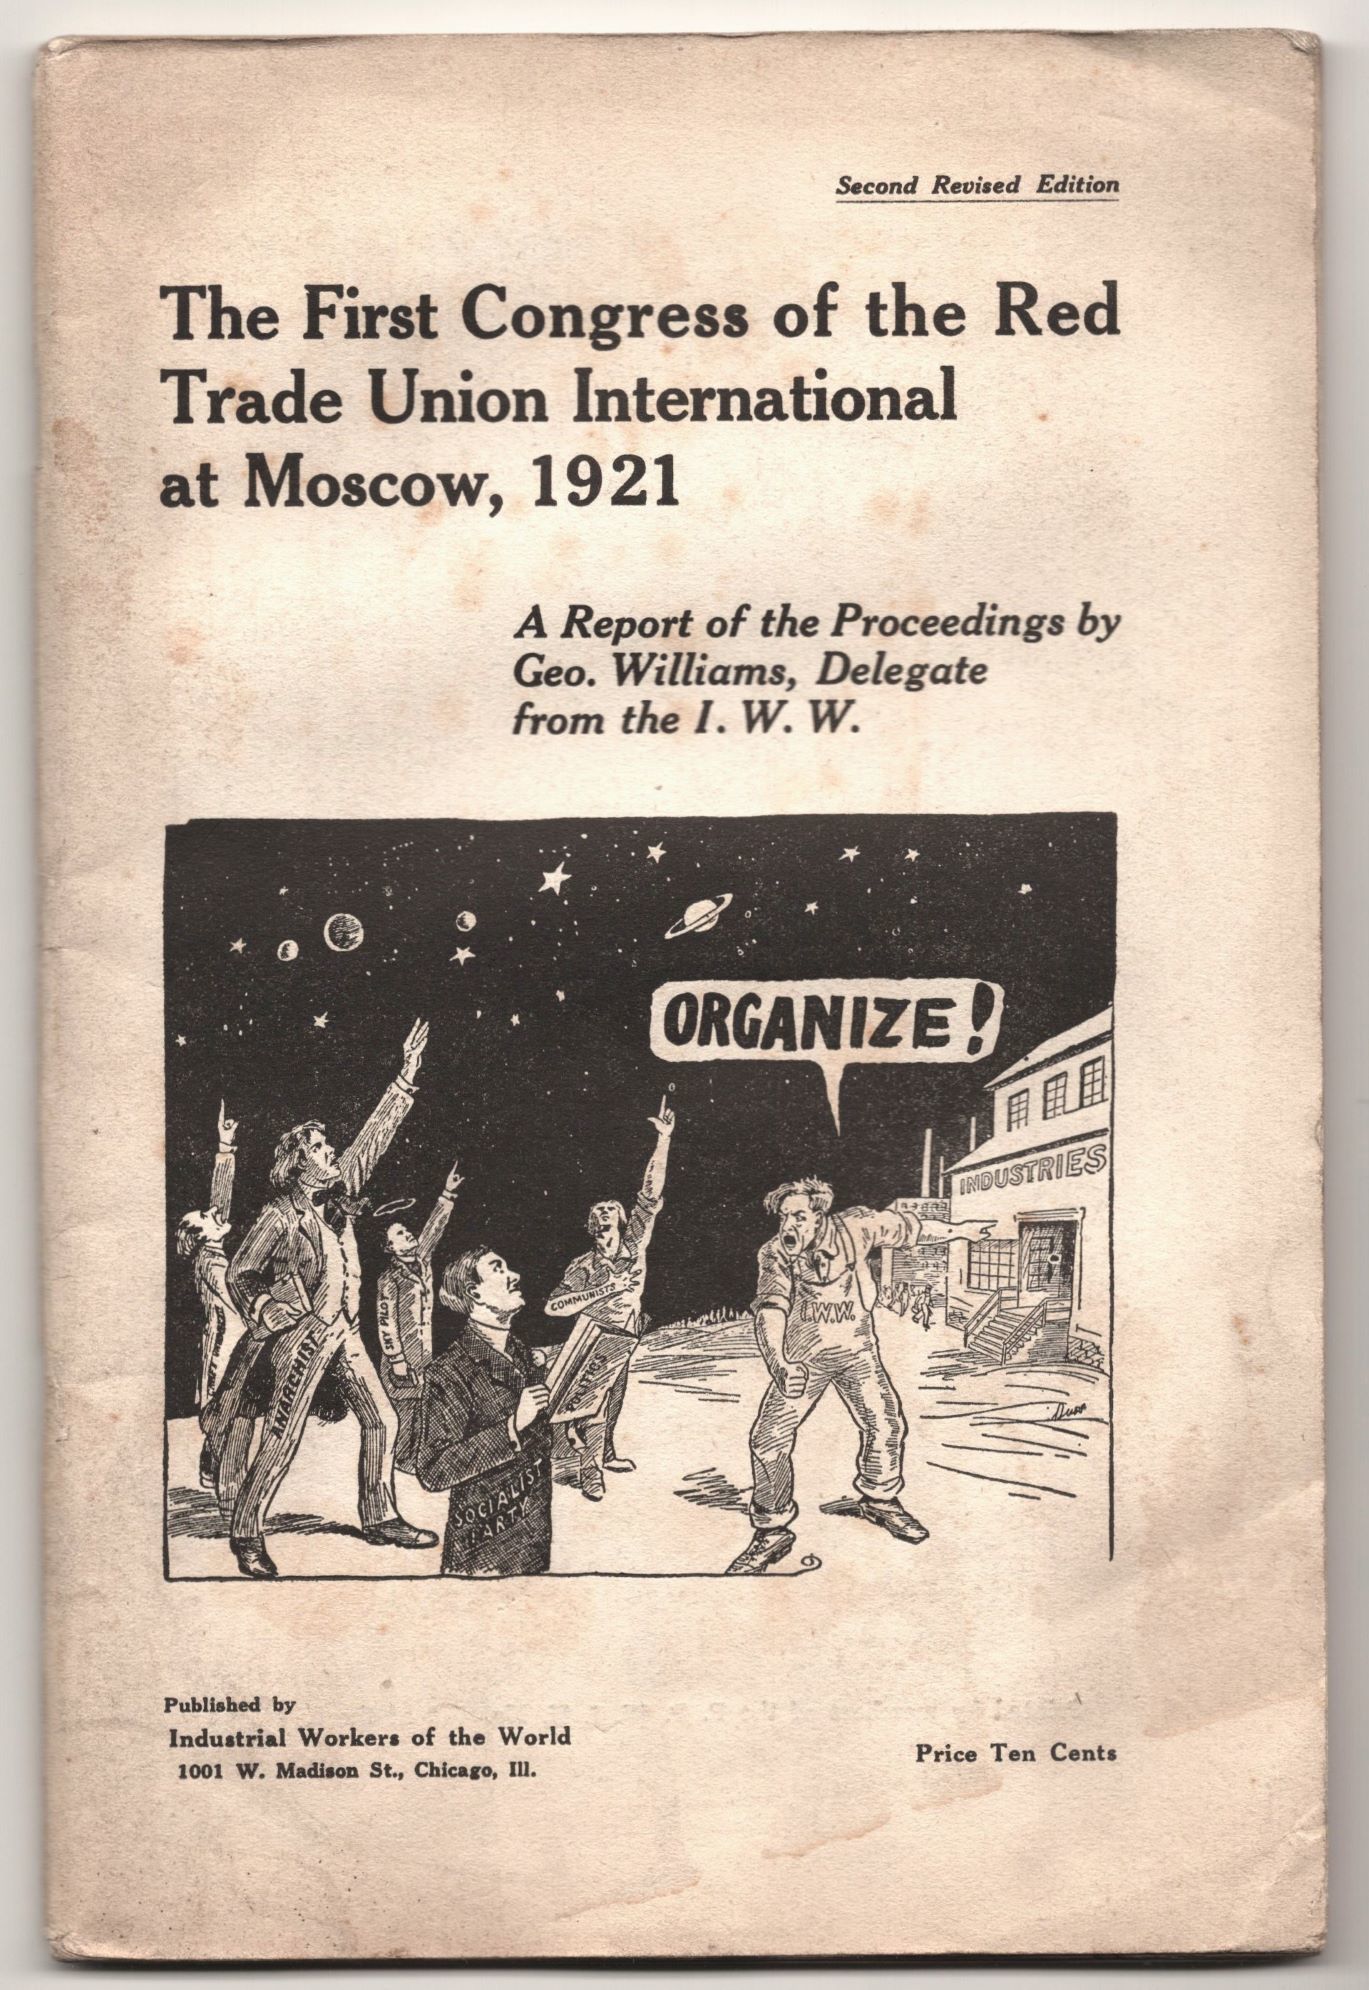 Second Revised Edition
The First Congress of the Red
Trade Union International
at Moscow, 1921
A Report of the Proceedings by
Geo. Williams, Delegate
from the I. W. W.
ORGANIZE!
INDUSTRIES
COMMUNISTS
SKY PILOT
I.W.W.
ANARCHIST
POLITICS
SOCIALIST
PARTY
Published by
Industrial Workers of the World
1001 W. Madison St., Chicago, Ill.
Price Ten Cents